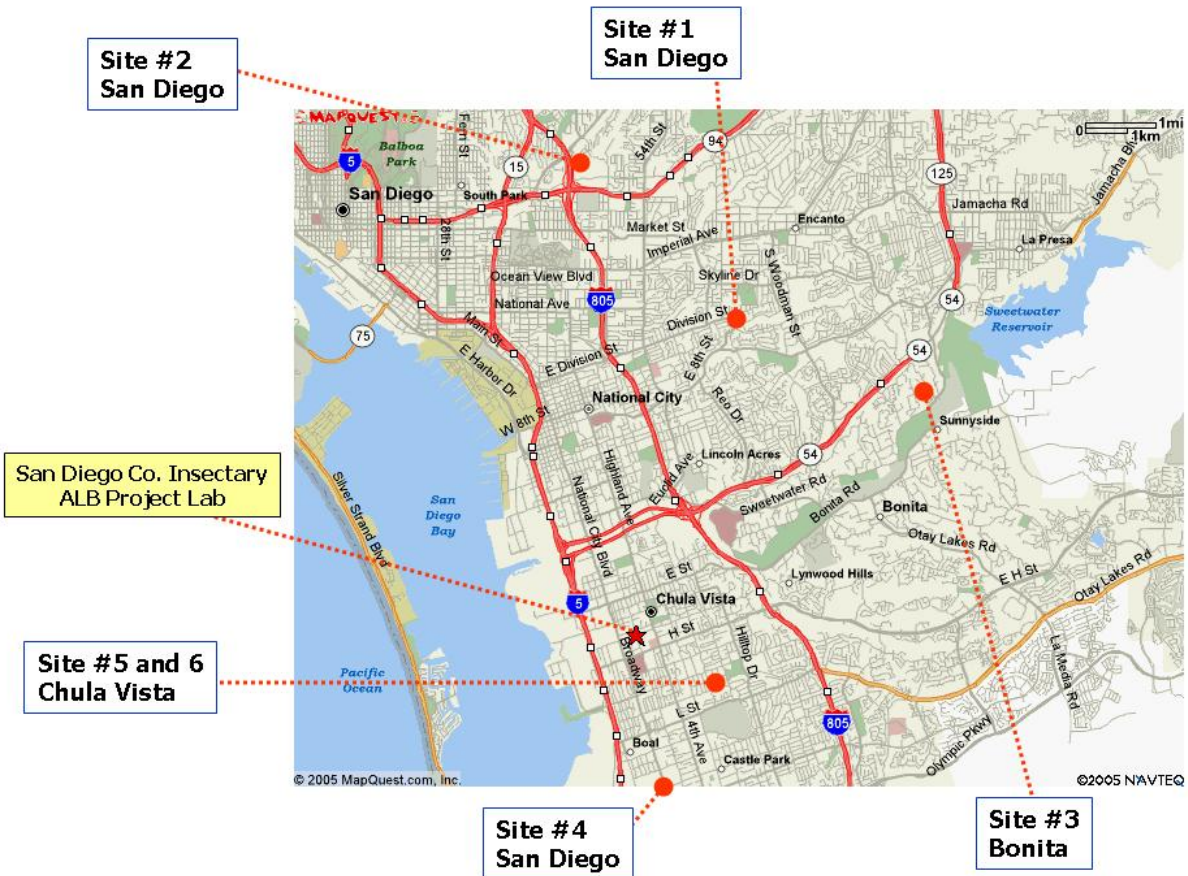 Site #1
San Diego
Site #2
San Diego
MAPQUEST
Fern St
54th St
94
0 1mi
1km
Balboa
Park
5
15
San Diego
South Park
125
Jamacha Blvd
Jamacha Rd
28th St
Market St
Encanto
Imperial Ave
La Presa
Ocean View Blvd
Skyline Dr
S Woodman St
National Ave
805
54
Sweetwater
Reservoir
75
Main St
Division St
E Harbor Dr
E Division St
E 8th St
54
National City
Reo Dr
W 8th St
Sunnyside
San Diego Co. Insectary
ALB Project Lab
Silver Strand Blvd
San
Diego
Bay
Highland Ave
Euclid Ave
Lincoln Acres
54
National City Blvd
Sweetwater Rd
Bonita Rd
Bonita
Otay Lakes Rd
E St
Lynwood Hills
E H St
Otay Lakes Rd
5
Chula Vista
H St
Hilltop Dr
Broadway
La Media Rd
Site #5 and 6
Chula Vista
Pacific
Ocean
L St
4th Ave
805
Boal
Castle Park
Olympic Pkwy
© 2005 MapQuest.com, Inc.
©2005 NAVTEQ
Site #4
San Diego
Site #3
Bonita